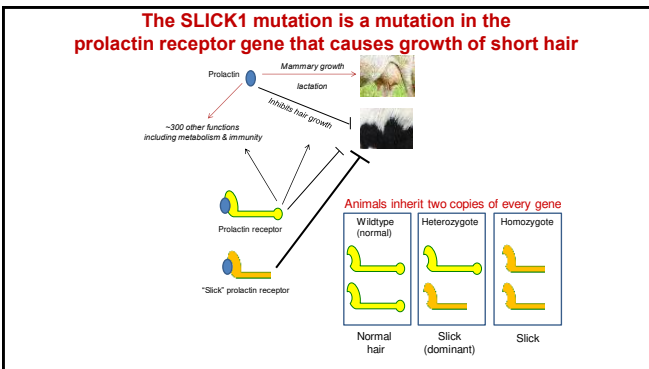 The SLICK1 mutation is a mutation in the
prolactin receptor gene that causes growth of short hair
Prolactin
Mammary growth
lactation
Inhibits hair growth
~300 other functions
including metabolism & immunity
Prolactin receptor
"Slick" prolactin receptor
Animals inherit two copies of every gene
Wildtype
(normal)
Heterozygote
Homozygote
Normal
hair
Slick
(dominant)
Slick